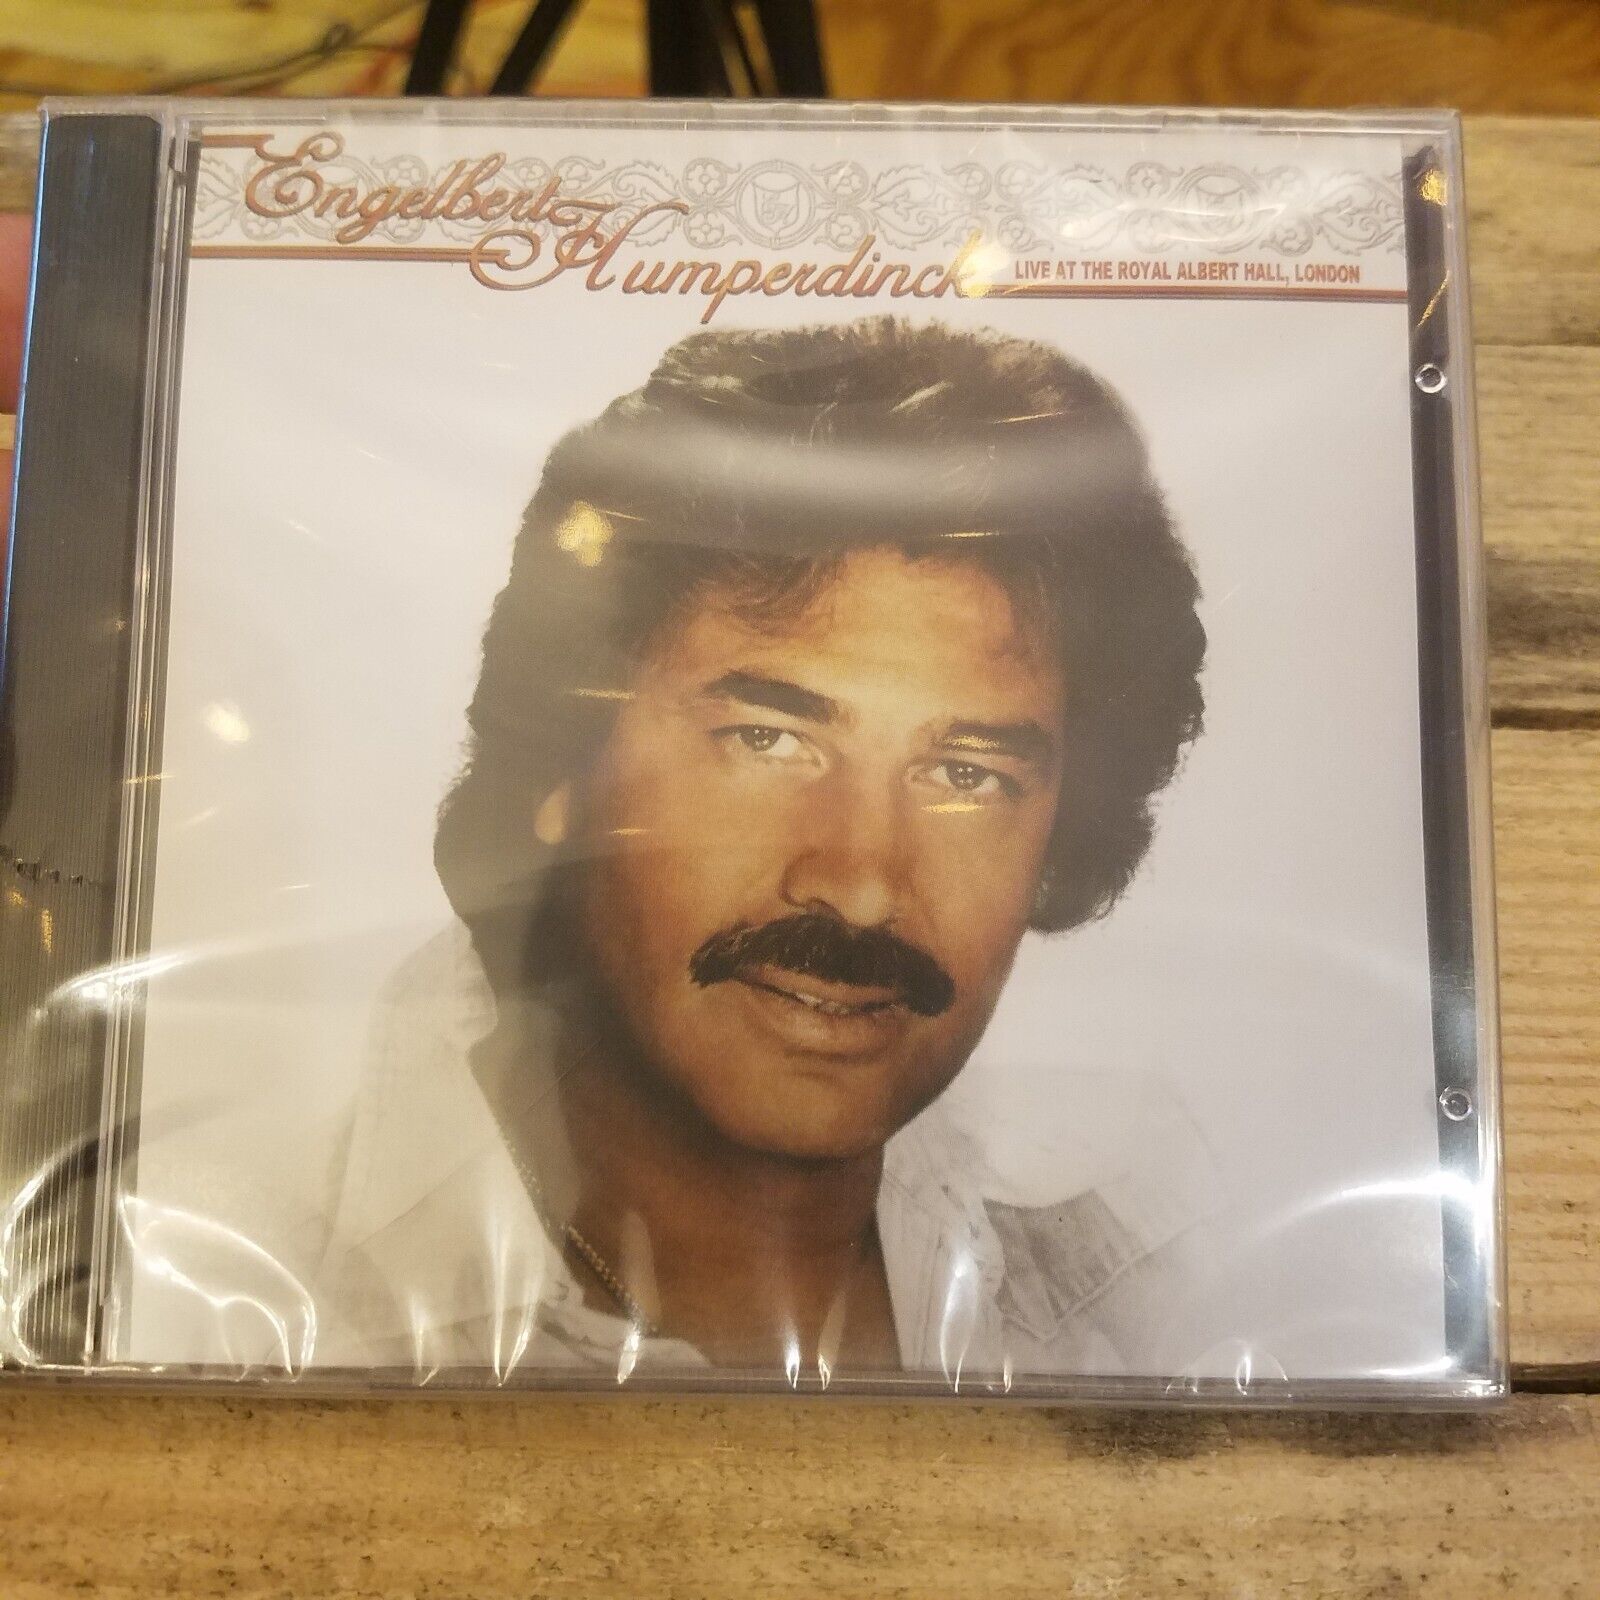 Engelbert
Humperdinck
LIVE AT THE ROYAL ALBERT HALL, LONDON